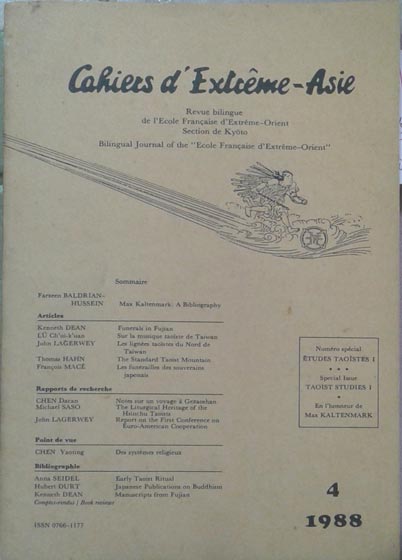 Cahiers d'Extrême-Asie
Revue bilingue
de l'Ecole Française d'Extrême-Orient
Section de Kyōto
Bilingual Journal of the "Ecole Française d'Extrême-Orient"
Sommaire
Farzeen BALDRIAN-
HUSSEIN Max Kaltenmark: A Bibliography
Articles
Kenneth DEAN Funerals in Fujian
LÜ Ch'ui-k'uan Sur la musique taoïste de Taiwan
John LAGERWEY Les lignées taoïstes du Nord de
Taiwan
Thomas HAHN The Standard Taoist Mountain
François MACÉ Les funérailles des souverains
japonais
Rapports de recherche
CHEN Dacan Notes sur un voyage à Gezaoshan
Michael SASO The Liturgical Heritage of the
Hsinchu Taoists
John LAGERWEY Report on the First Conference on
Euro-American Cooperation
Point de vue
CHEN Yaoting Des systèmes religieux
Bibliographie
Anna SEIDEL Early Taoist Ritual
Hubert DURT Japanese Publications on Buddhism
Kenneth DEAN Manuscripts from Fujian
Comptes-rendus / Book reviews
Numéro spécial
ÉTUDES TAOÏSTES I
• • •
Special Issue
TAOIST STUDIES I
•
En l'honneur de
Max KALTENMARK
ISSN 0766-1177
4
1988